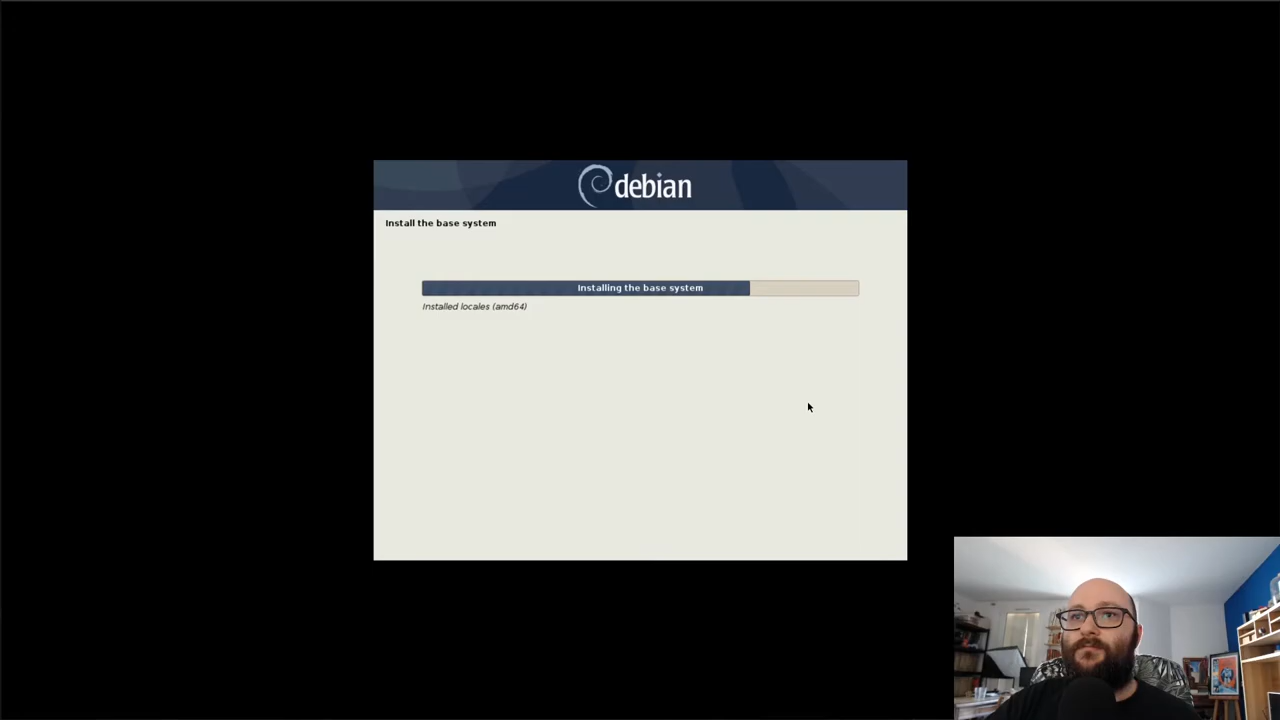 debian
Install the base system
Installing the base system
Installed locales (amd64)